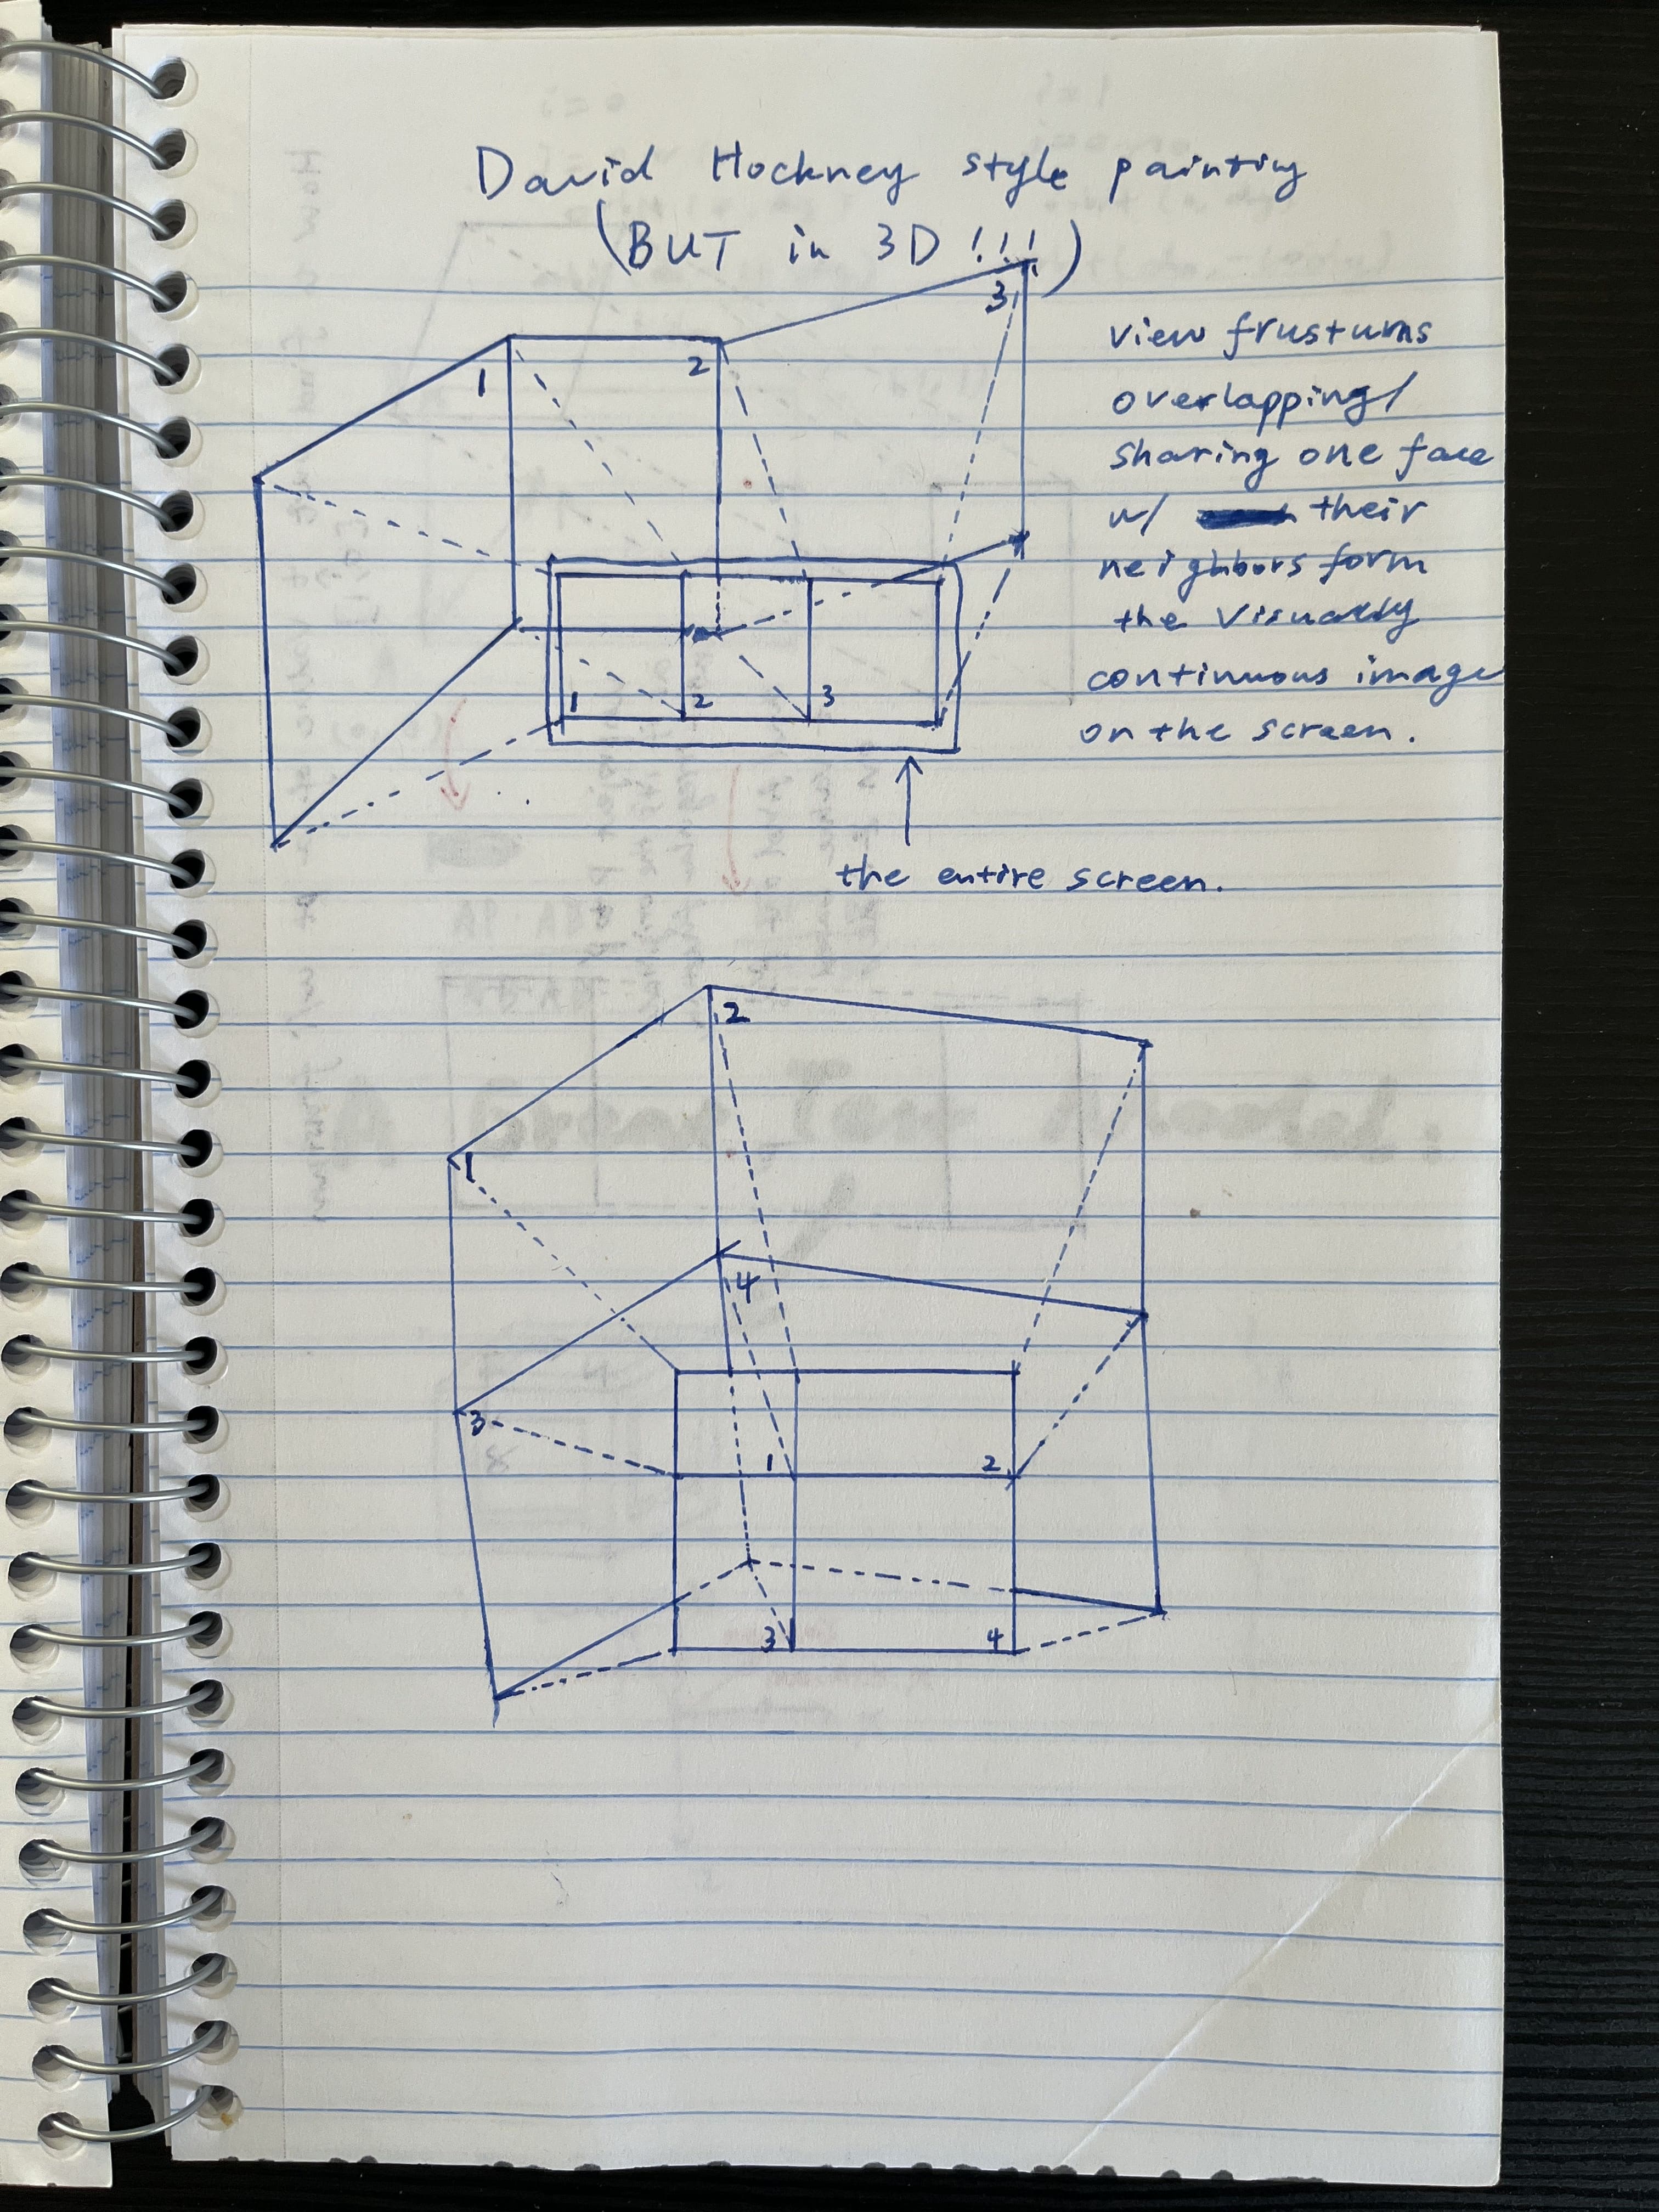 David Hockney style painting
(BUT in 3D!!!)
3
1
2
view frustums
overlapping/
sharing one face
w/ their
neighbors form
the visually
continuous image
on the screen.
1 2 3
the entire screen.
2
1
4
3
1 2
3 4